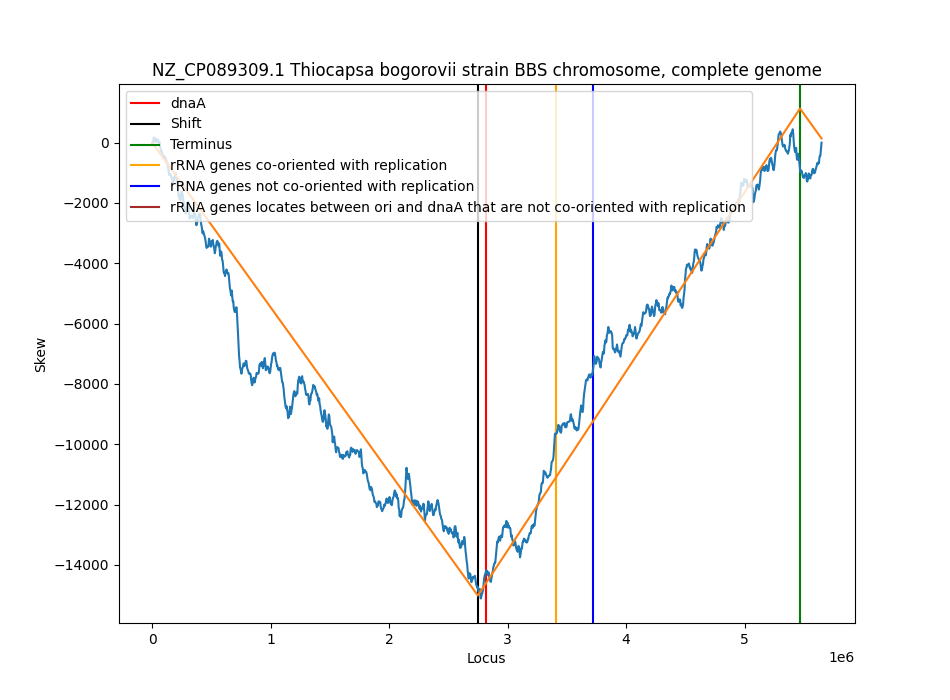 NZ_CP089309.1 Thiocapsa bogorovii strain BBS chromosome, complete genome
dnaA
Shift
Terminus
rRNA genes co-oriented with replication
rRNA genes not co-oriented with replication
rRNA genes locates between ori and dnaA that are not co-oriented with replication
0
−2000
−4000
−6000
−8000
−10000
−12000
−14000
Skew
0 1 2 3 4 5
1e6
Locus